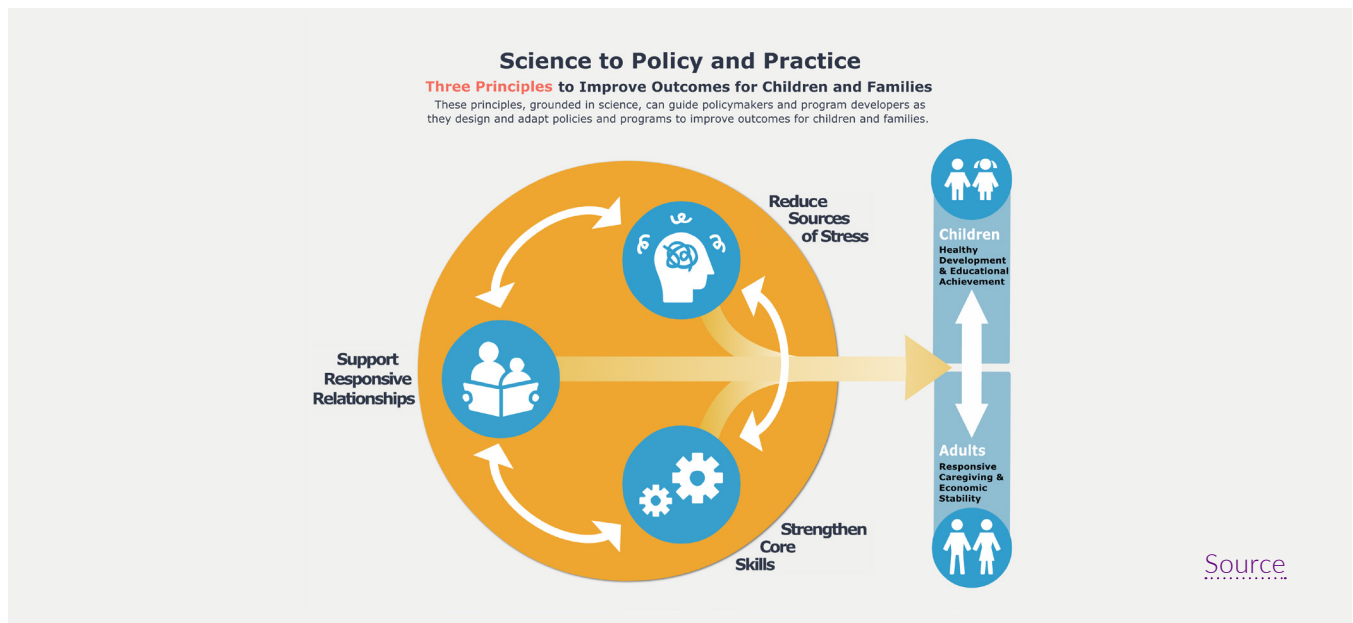 Science to Policy and Practice
Three Principles to Improve Outcomes for Children and Families
These principles, grounded in science, can guide policymakers and program developers as
they design and adapt policies and programs to improve outcomes for children and families.
Reduce
Sources
of Stress
Support
Responsive
Relationships
Strengthen
Core
Skills
Children
Healthy
Development
& Educational
Achievement
Adults
Responsive
Caregiving &
Economic
Stability
Source